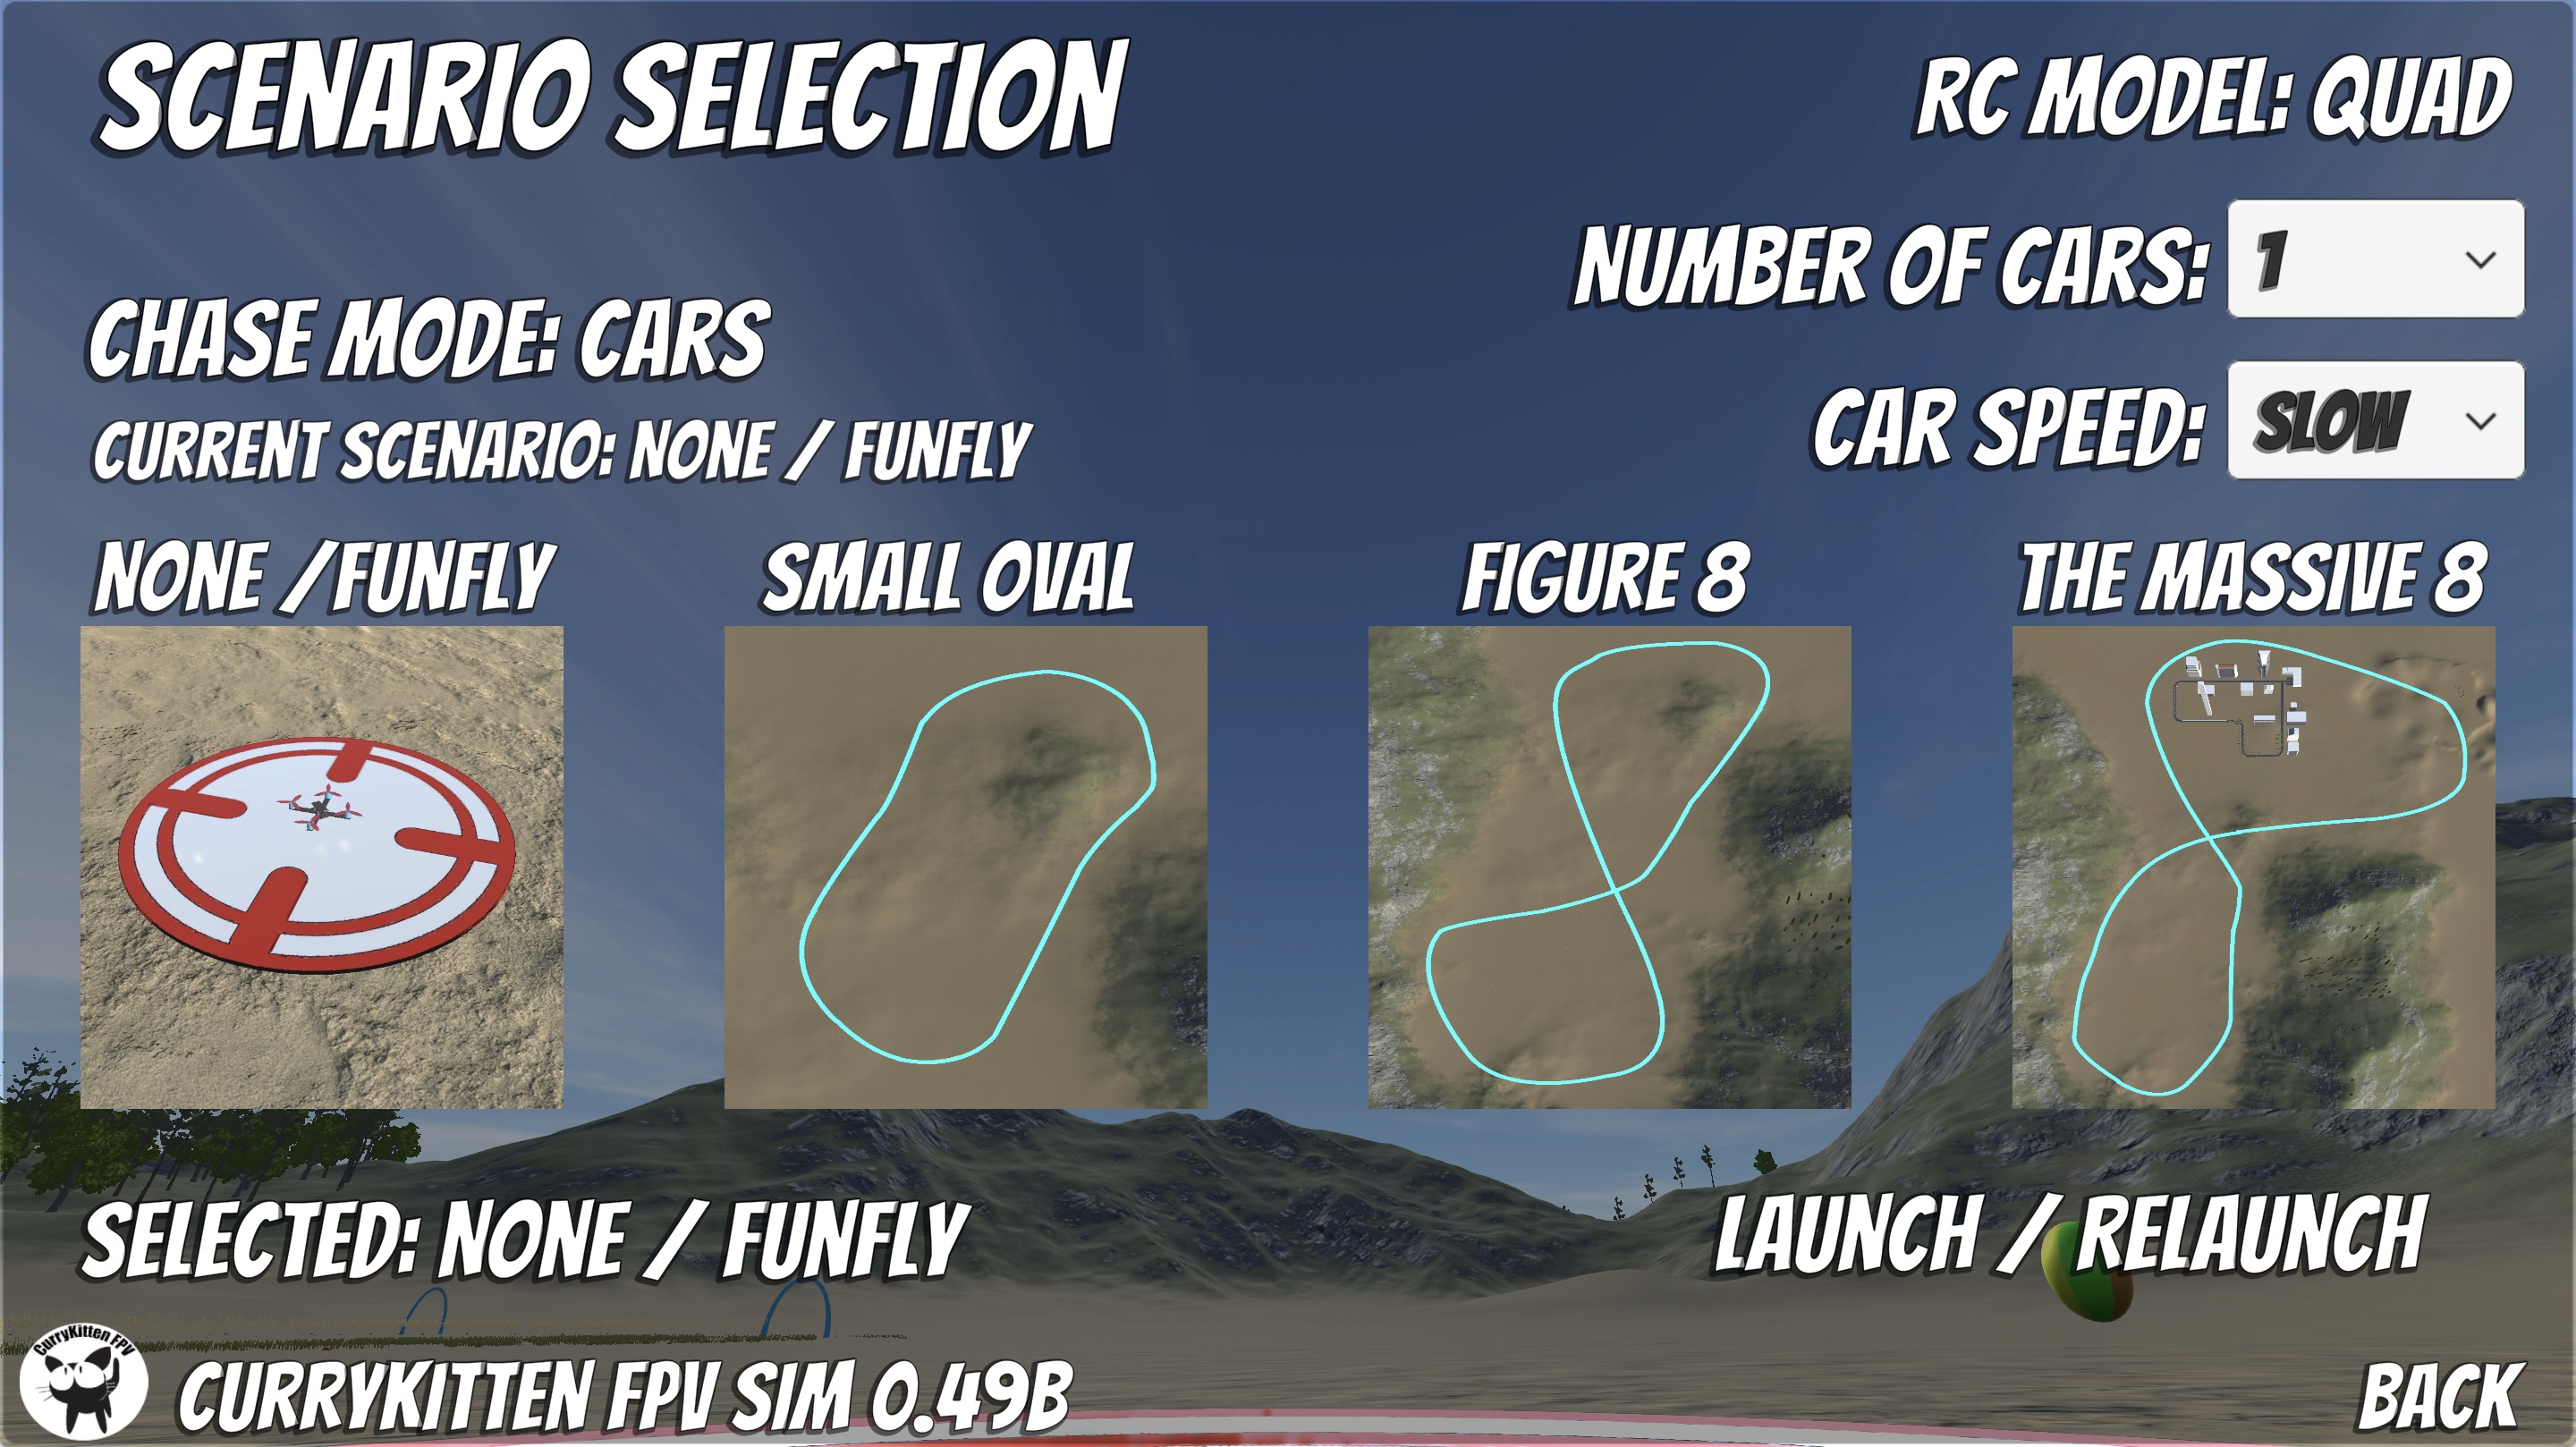 SCENARIO SELECTION
RC MODEL: QUAD
NUMBER OF CARS: 1
CHASE MODE: CARS
CAR SPEED: SLOW
CURRENT SCENARIO: NONE / FUNFLY
NONE /FUNFLY
SMALL OVAL
FIGURE 8
THE MASSIVE 8
SELECTED: NONE / FUNFLY
LAUNCH / RELAUNCH
CurryKitten FPV
CURRYKITTEN FPV SIM 0.49B
BACK